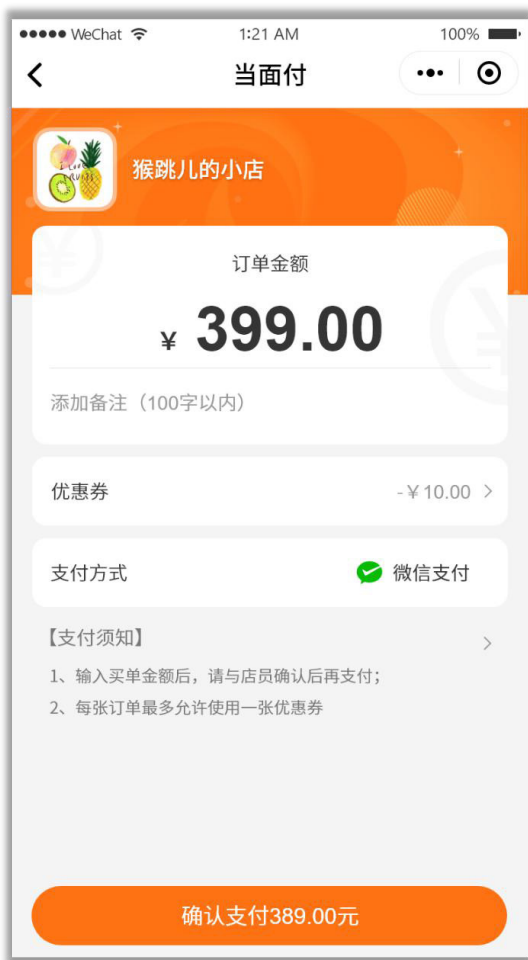 ●●●●● WeChat 1:21 AM 100%
当面付
猴跳儿的小店
订单金额
¥ 399.00
添加备注（100字以内）
优惠券 -¥10.00
支付方式 微信支付
【支付须知】
1、输入买单金额后，请与店员确认后再支付；
2、每张订单最多允许使用一张优惠券
确认支付389.00元